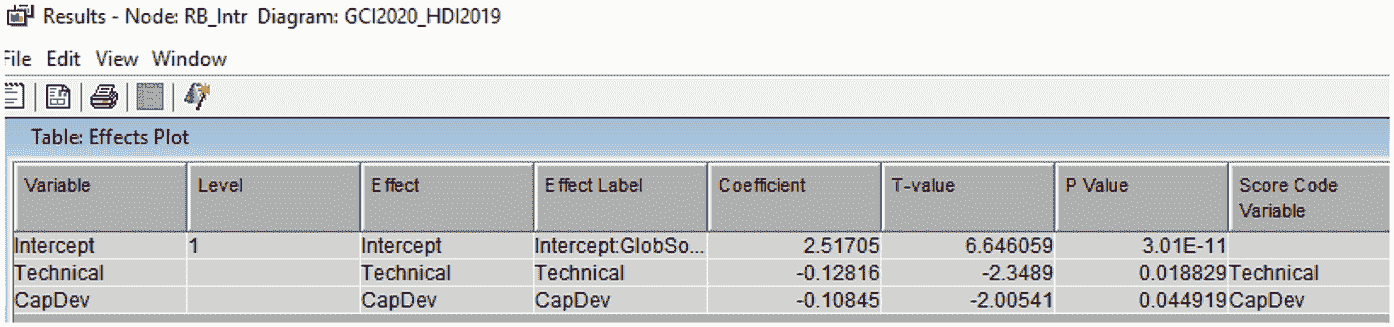 Results - Node: RB_Intr Diagram: GCI2020_HDI2019
File Edit View Window
Table: Effects Plot
Variable Level Effect Effect Label Coefficient T-value P Value Score Code Variable
Intercept 1 Intercept Intercept:GlobSo... 2.51705 6.646059 3.01E-11
Technical Technical Technical -0.12816 -2.3489 0.018829 Technical
CapDev CapDev CapDev -0.10845 -2.00541 0.044919 CapDev